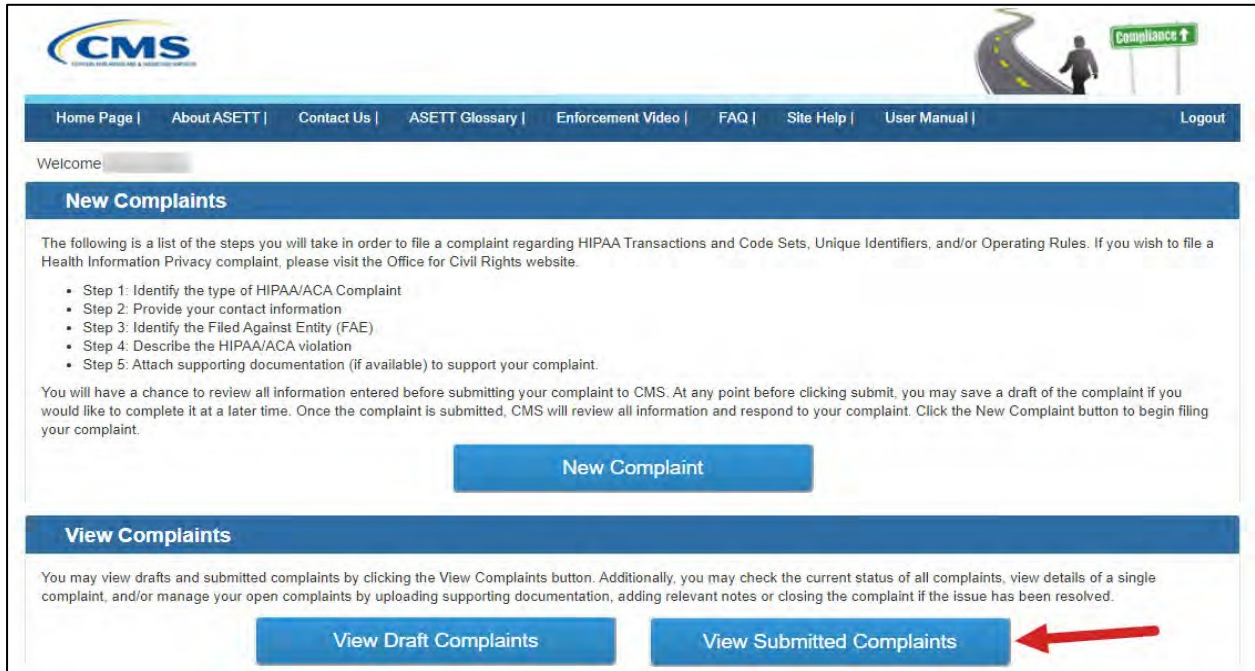 CMS
Compliance
Home Page | About ASETT | Contact Us | ASETT Glossary | Enforcement Video | FAQ | Site Help | User Manual | Logout
Welcome
New Complaints
The following is a list of the steps you will take in order to file a complaint regarding HIPAA Transactions and Code Sets, Unique Identifiers, and/or Operating Rules. If you wish to file a
Health Information Privacy complaint, please visit the Office for Civil Rights website.
• Step 1: Identify the type of HIPAA/ACA Complaint
• Step 2: Provide your contact information
• Step 3: Identify the Filed Against Entity (FAE)
• Step 4: Describe the HIPAA/ACA violation
• Step 5: Attach supporting documentation (if available) to support your complaint.
You will have a chance to review all information entered before submitting your complaint to CMS. At any point before clicking submit, you may save a draft of the complaint if you
would like to complete it at a later time. Once the complaint is submitted, CMS will review all information and respond to your complaint. Click the New Complaint button to begin filing
your complaint.
New Complaint
View Complaints
You may view drafts and submitted complaints by clicking the View Complaints button. Additionally, you may check the current status of all complaints, view details of a single
complaint, and/or manage your open complaints by uploading supporting documentation, adding relevant notes or closing the complaint if the issue has been resolved.
View Draft Complaints View Submitted Complaints